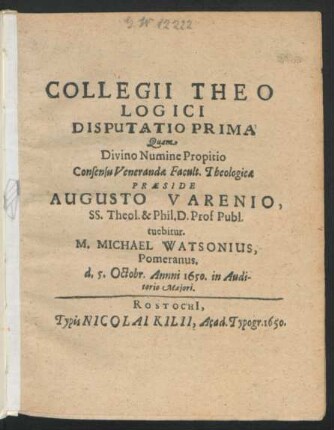 COLLEGII THEO
LOGICI
DISPUTATIO PRIMA
Quam
Divino Numine Propitio
Consensu Venerandæ Facult. Theologicæ
PRÆSIDE
AUGUSTO VARENIO,
SS. Theol. & Phil. D. Prof Publ.
tuebitur.
M. MICHAEL WATSONIUS,
Pomeranus,
d. 5. Octobr. Annni 1650. in Audi-
torio Majori.
ROSTOCHI,
Typis NICOLAI KILII, Acad. Typogr. 1650.